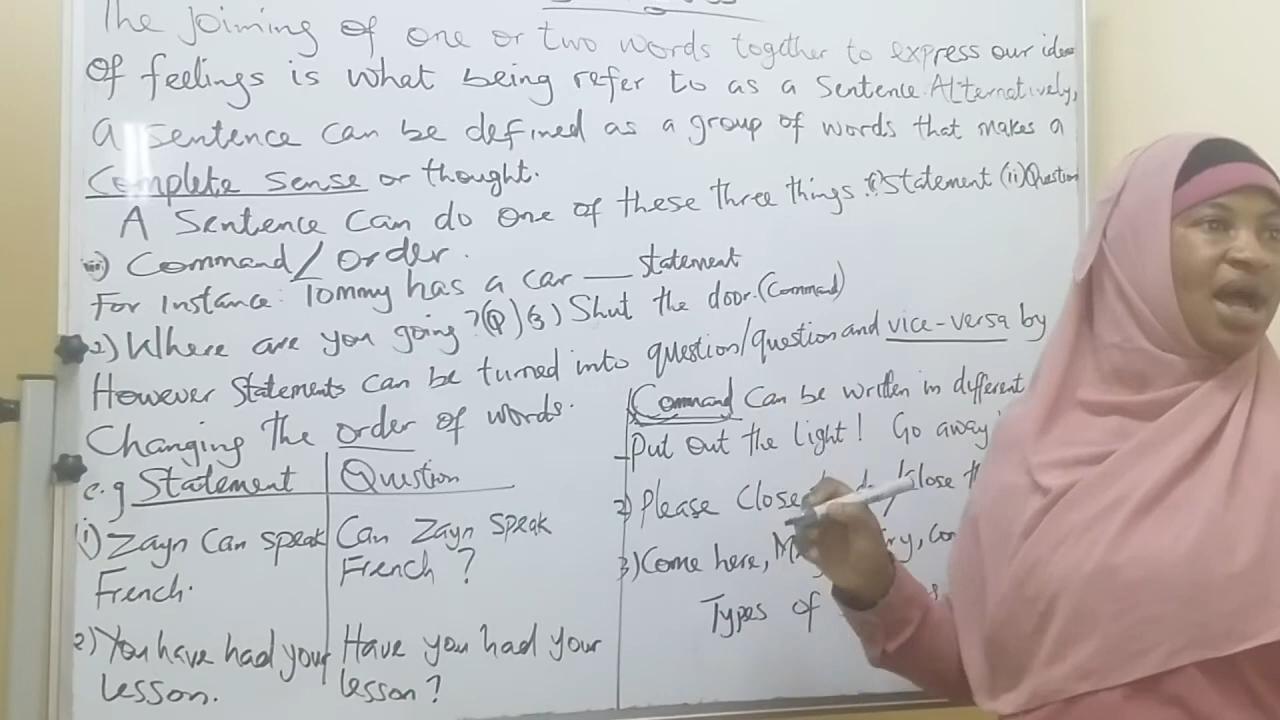 The joining of one or two words together to express our idea
of feelings is what being refer to as a Sentence. Alternatively,
a sentence can be defined as a group of words that makes a
Complete Sense or thought.
A Sentence can do one of these three things: (i) Statement (ii) Question
iii) Command/Order.
For Instance: Tommy has a car __ statement
2) Where are you going? (Q) 3) Shut the door. (Command)
However Statements can be turned into question/question and vice-versa by
Changing the order of words.
e.g Statement | Question
i) Zayn Can speak French. | Can Zayn Speak French?
2) You have had your lesson. | Have you had your lesson?
Command Can be written in different
- Put out the light! Go away
2) Please Close Close
3) Come here,
Types of